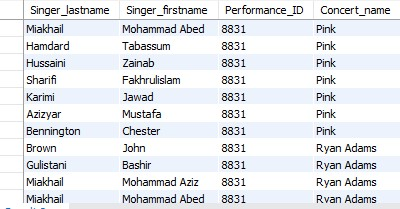 Singer_lastname Singer_firstname Performance_ID Concert_name
Miakhail Mohammad Abed 8831 Pink
Hamdard Tabassum 8831 Pink
Hussaini Zainab 8831 Pink
Sharifi Fakhrulislam 8831 Pink
Karimi Jawad 8831 Pink
Azizyar Mustafa 8831 Pink
Bennington Chester 8831 Pink
Brown John 8831 Ryan Adams
Gulistani Bashir 8831 Ryan Adams
Miakhail Mohammad Aziz 8831 Ryan Adams
Miakhail Mohammad Abed 8831 Ryan Adams